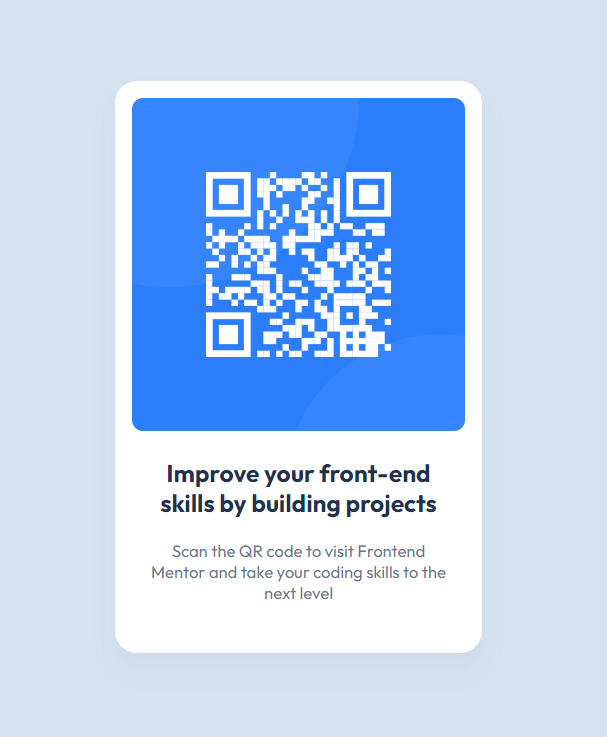 Improve your front-end
skills by building projects
Scan the QR code to visit Frontend
Mentor and take your coding skills to the
next level